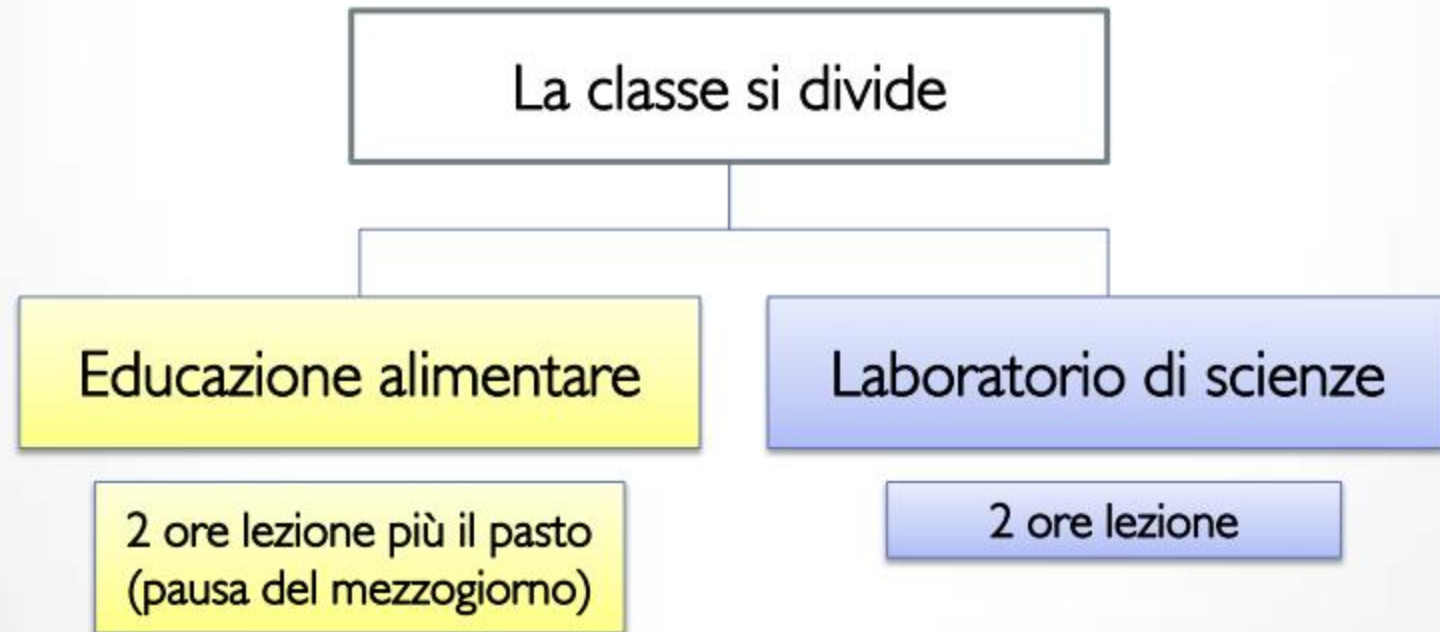 La classe si divide
Educazione alimentare
Laboratorio di scienze
2 ore lezione più il pasto
(pausa del mezzogiorno)
2 ore lezione